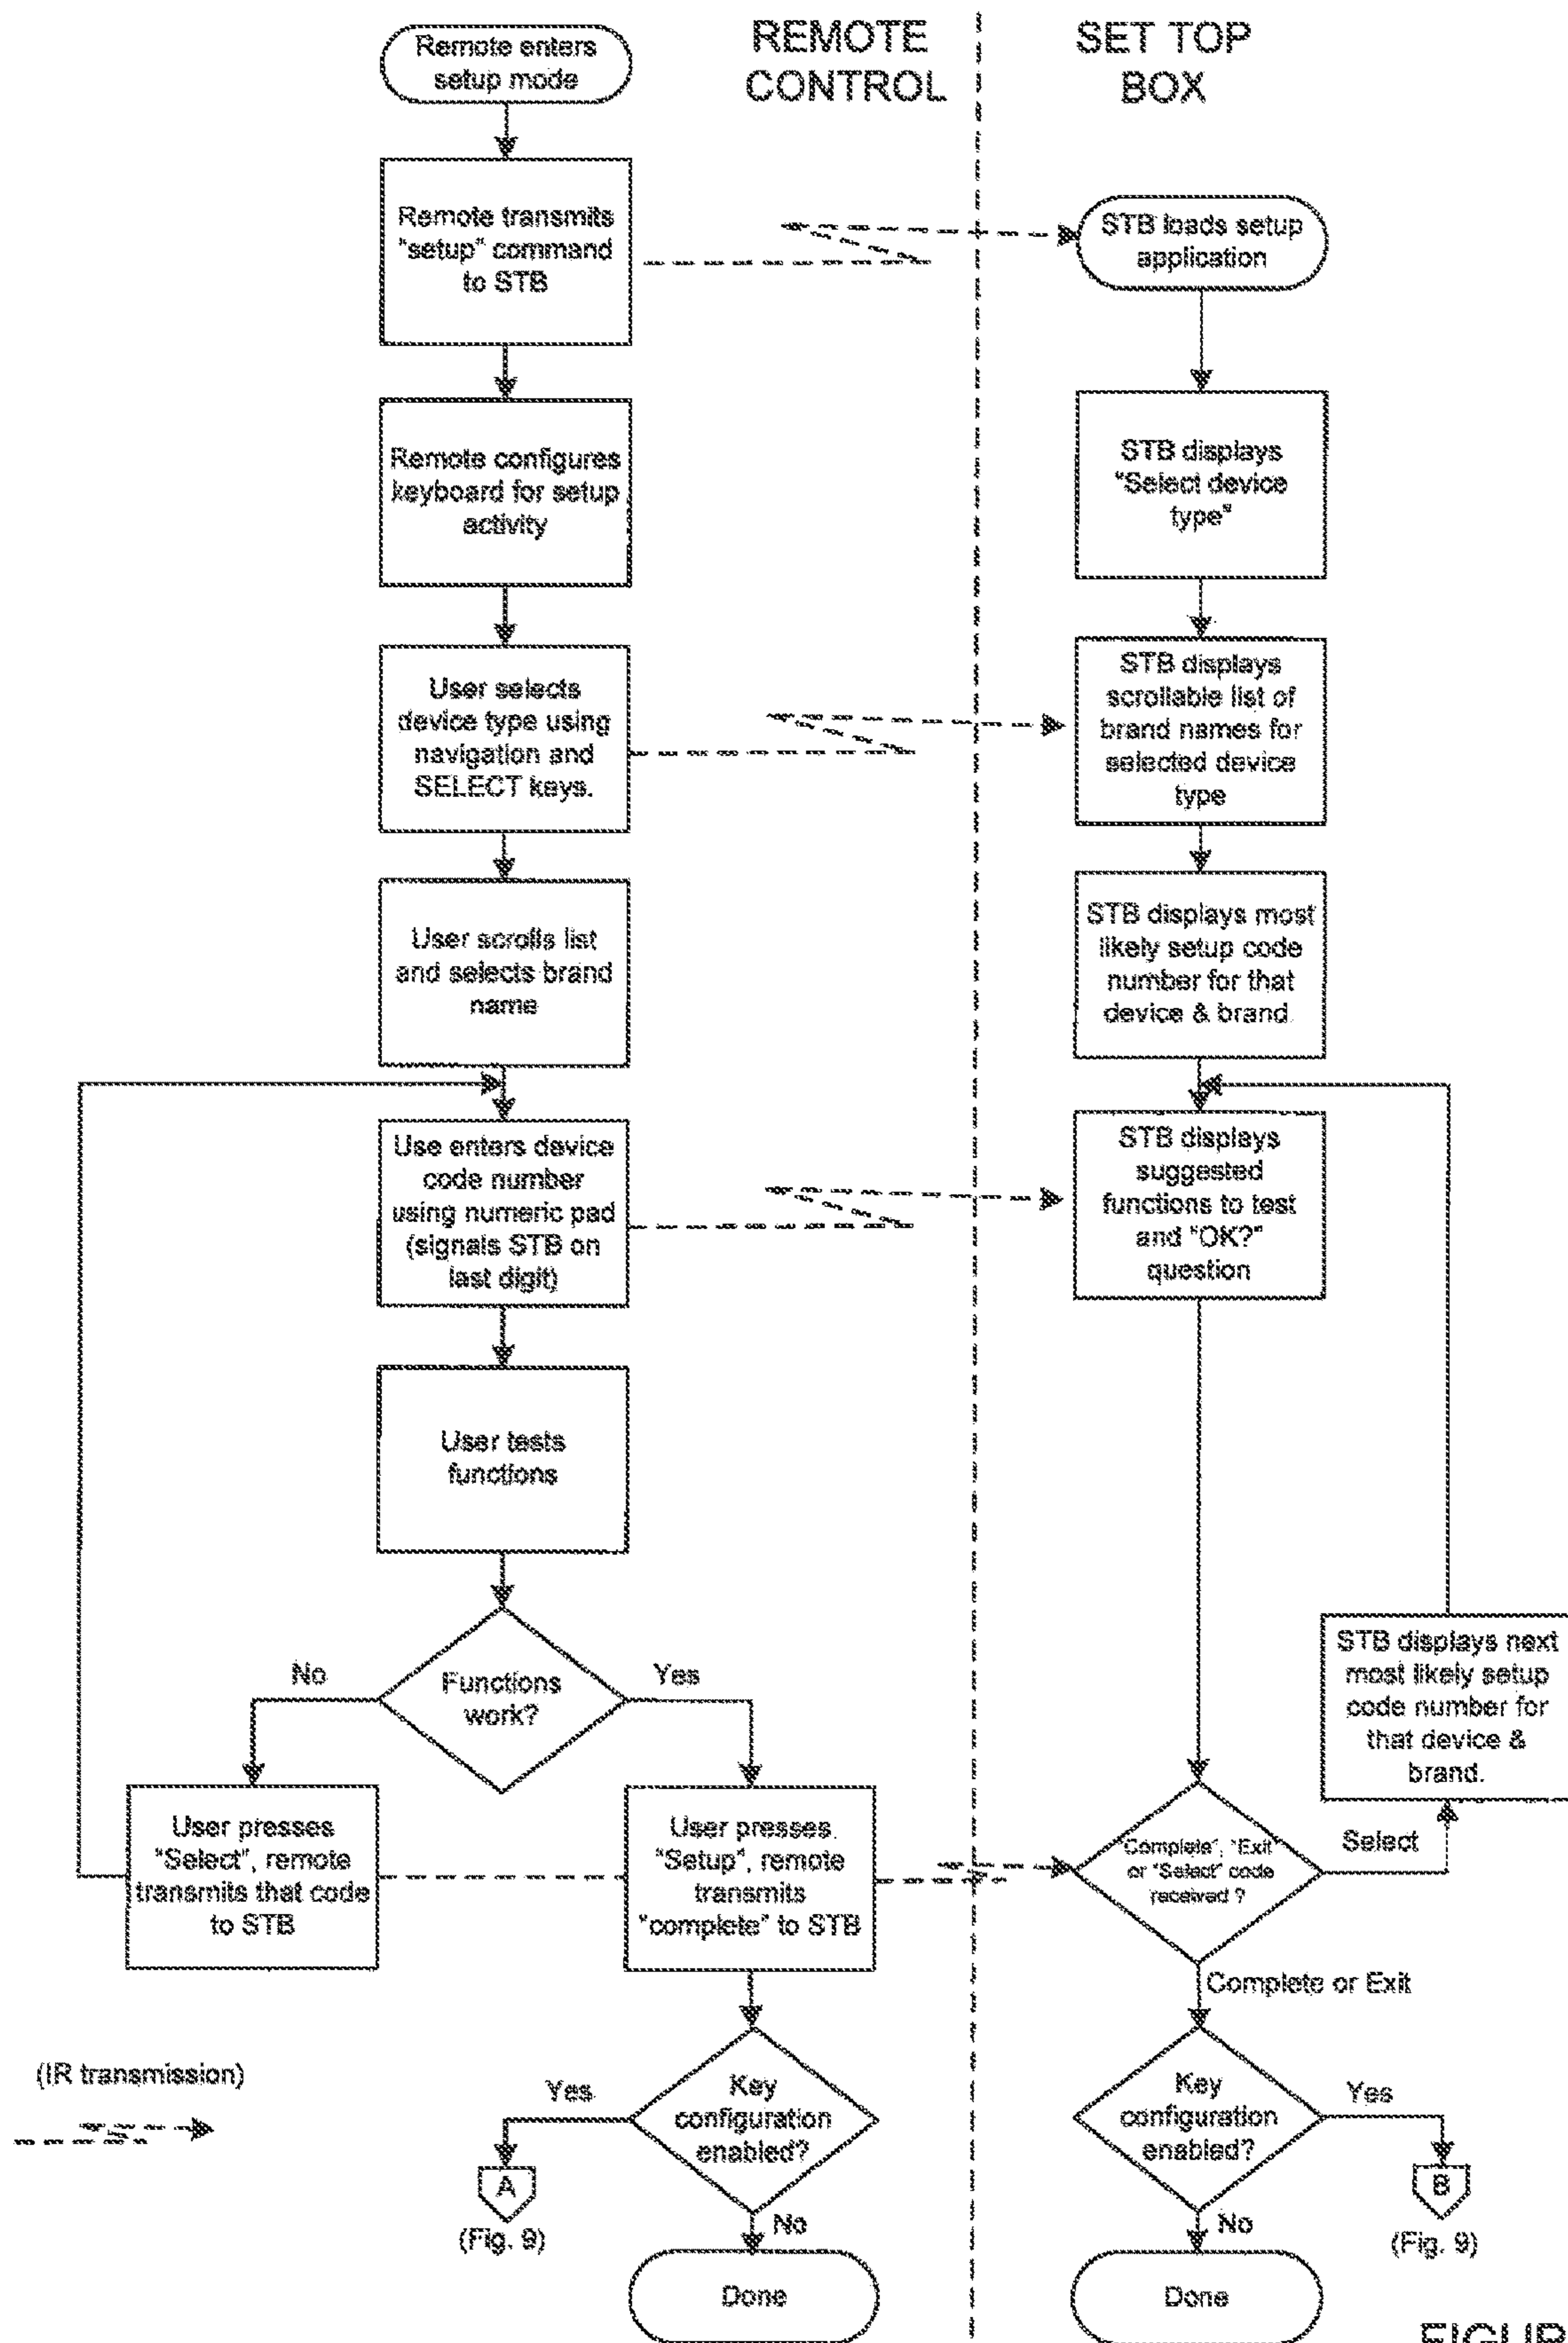 REMOTE
CONTROL
SET TOP
BOX
Remote enters
setup mode
Remote transmits
"setup" command
to STB
STB loads setup
application
Remote configures
keyboard for setup
activity
STB displays
"Select device
type"
User selects
device type using
navigation and
SELECT keys.
STB displays
scrollable list of
brand names for
selected device
type
User scrolls list
and selects brand
name
STB displays most
likely setup code
number for that
device & brand.
Use enters device
code number
using numeric pad
(signals STB on
last digit)
STB displays
suggested
functions to test
and "OK?"
question
User tests
functions
Functions
work?
No
Yes
STB displays next
most likely setup
code number for
that device &
brand.
User presses
"Select", remote
transmits that code
to STB
User presses
"Setup", remote
transmits
"complete" to STB
"Complete", "Exit
or "Select" code
received ?
Select
Complete or Exit
(IR transmission)
Key
configuration
enabled?
Yes
A
(Fig. 9)
No
Done
Key
configuration
enabled?
Yes
B
(Fig. 9)
No
Done